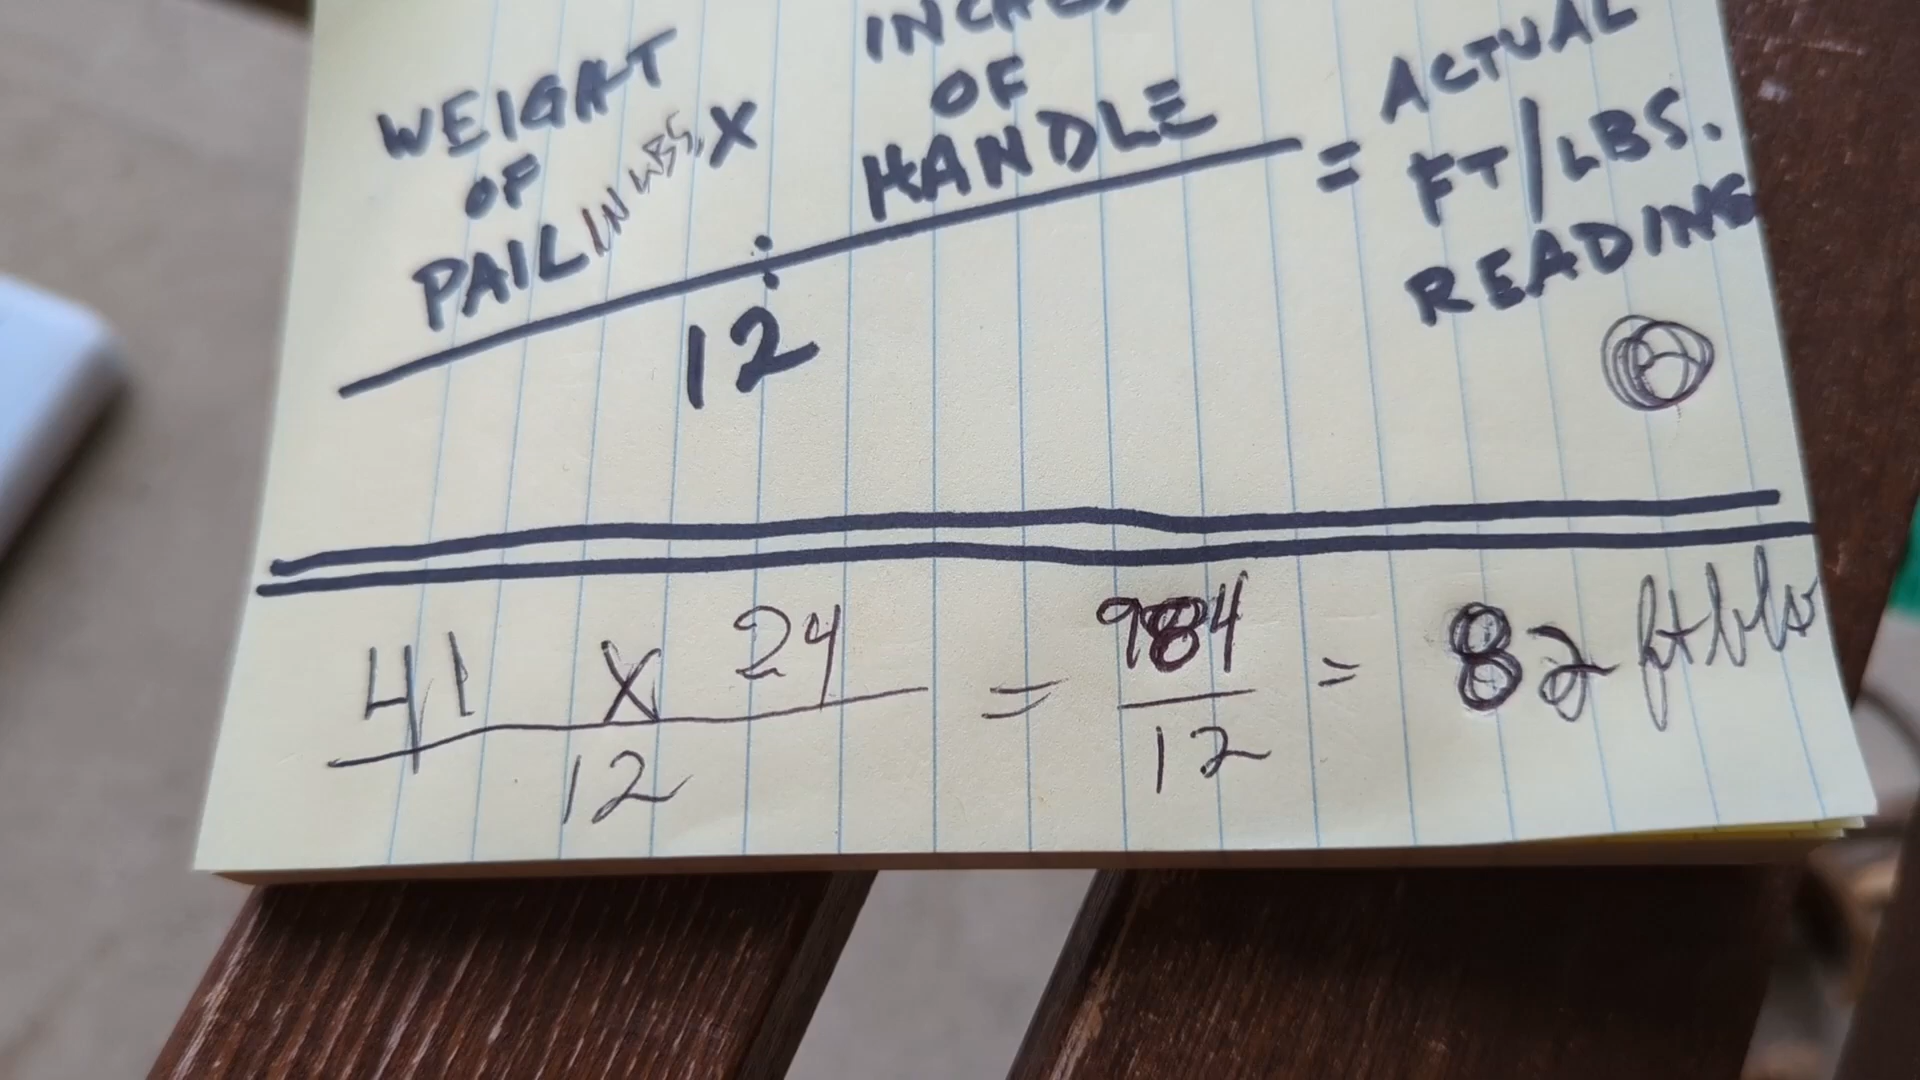 WEIGHT
OF
PAIL IN LBS. X
INCHES
OF
HANDLE
÷
12
=
ACTUAL
FT/LBS.
READING
41 X 24 = 984 = 82 ft lbs
12 12